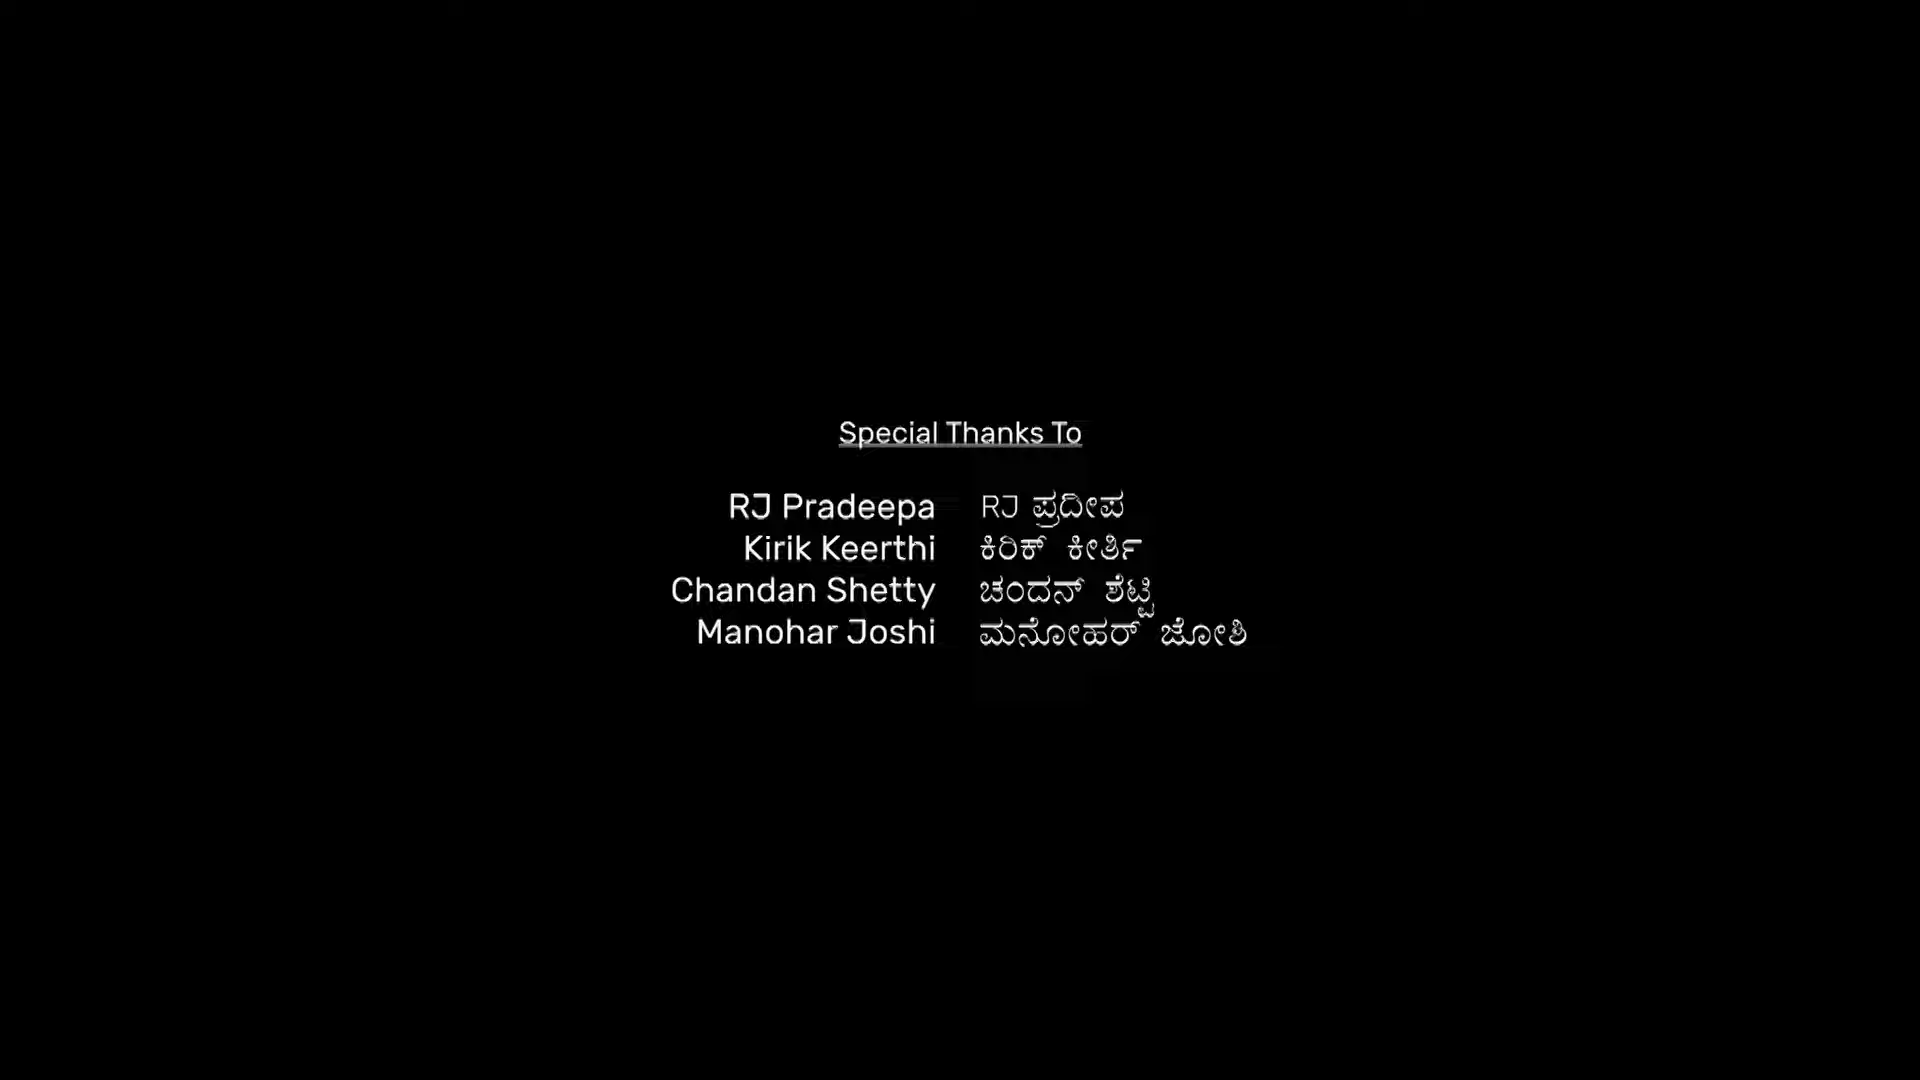 Special Thanks To
RJ Pradeepa RJ ಪ್ರದೀಪ
Kirik Keerthi ಕಿರಿಕ್ ಕೀರ್ತಿ
Chandan Shetty ಚಂದನ್ ಶೆಟ್ಟಿ
Manohar Joshi ಮನೋಹರ್ ಜೋಶಿ